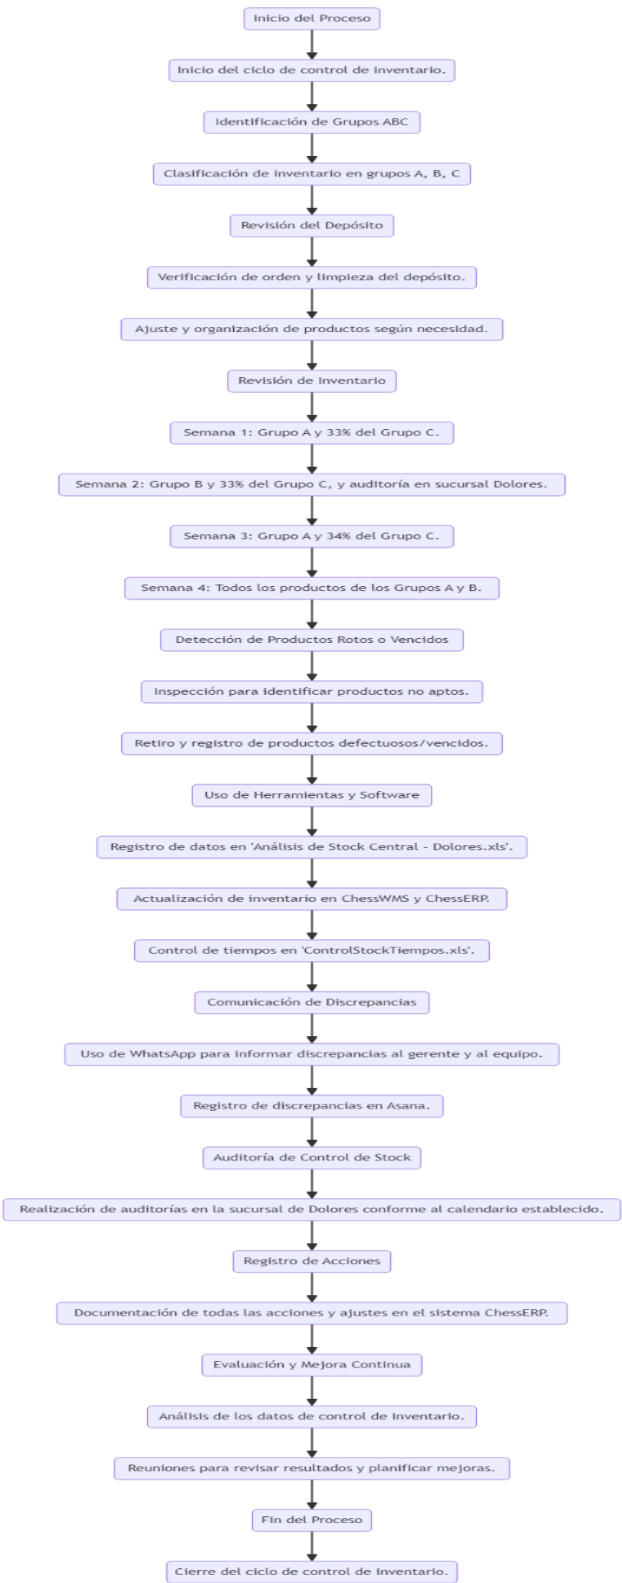 Inicio del Proceso
Inicio del ciclo de control de inventario.
Identificación de Grupos ABC
Clasificación de inventario en grupos A, B, C
Revisión del Depósito
Verificación de orden y limpieza del depósito.
Ajuste y organización de productos según necesidad.
Revisión de Inventario
Semana 1: Grupo A y 33% del Grupo C.
Semana 2: Grupo B y 33% del Grupo C, y auditoría en sucursal Dolores.
Semana 3: Grupo A y 34% del Grupo C.
Semana 4: Todos los productos de los Grupos A y B.
Detección de Productos Rotos o Vencidos
Inspección para identificar productos no aptos.
Retiro y registro de productos defectuosos/vencidos.
Uso de Herramientas y Software
Registro de datos en 'Análisis de Stock Central - Dolores.xls'.
Actualización de inventario en ChessWMS y ChessERP.
Control de tiempos en 'ControlStockTiempos.xls'.
Comunicación de Discrepancias
Uso de WhatsApp para informar discrepancias al gerente y al equipo.
Registro de discrepancias en Asana.
Auditoría de Control de Stock
Realización de auditorías en la sucursal de Dolores conforme al calendario establecido.
Registro de Acciones
Documentación de todas las acciones y ajustes en el sistema ChessERP.
Evaluación y Mejora Continua
Análisis de los datos de control de inventario.
Reuniones para revisar resultados y planificar mejoras.
Fin del Proceso
Cierre del ciclo de control de inventario.